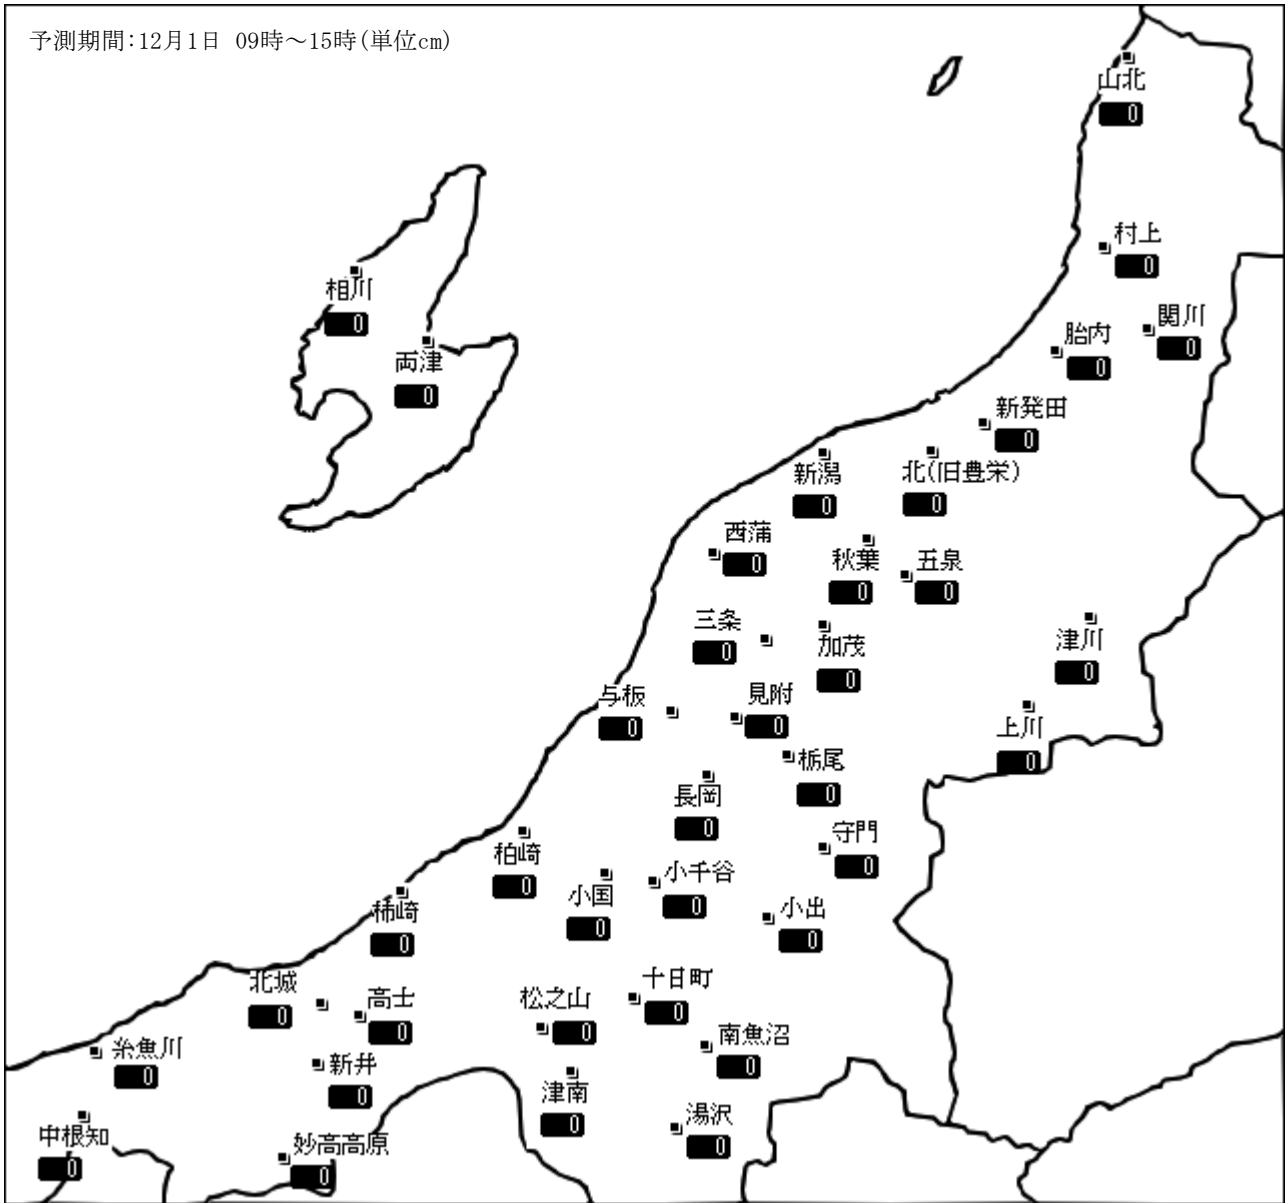 予測期間:12月1日 09時～15時(単位cm)
山北
0
村上
0
相川
0
関川
0
胎内
0
両津
0
新発田
0
新潟
0
北(旧豊栄)
0
西蒲
0
秋葉
0
五泉
0
三条
0
加茂
0
津川
0
与板
0
見附
0
上川
0
栃尾
0
長岡
0
守門
0
柏崎
0
小国
0
小千谷
0
小出
0
柿崎
0
北城
0
高士
0
松之山
0
十日町
0
南魚沼
0
糸魚川
0
新井
0
津南
0
湯沢
0
中根知
0
妙高高原
0